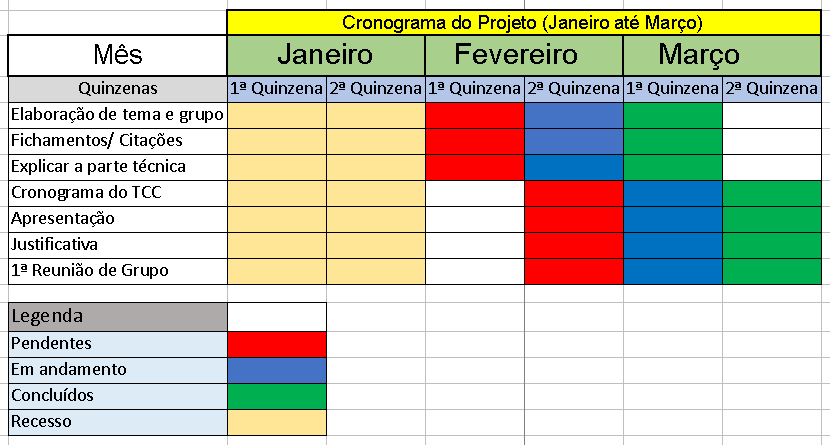 Cronograma do Projeto (Janeiro até Março)
Mês Janeiro Fevereiro Março
Quinzenas 1ª Quinzena 2ª Quinzena 1ª Quinzena 2ª Quinzena 1ª Quinzena 2ª Quinzena
Elaboração de tema e grupo
Fichamentos/ Citações
Explicar a parte técnica
Cronograma do TCC
Apresentação
Justificativa
1ª Reunião de Grupo
Legenda
Pendentes
Em andamento
Concluídos
Recesso